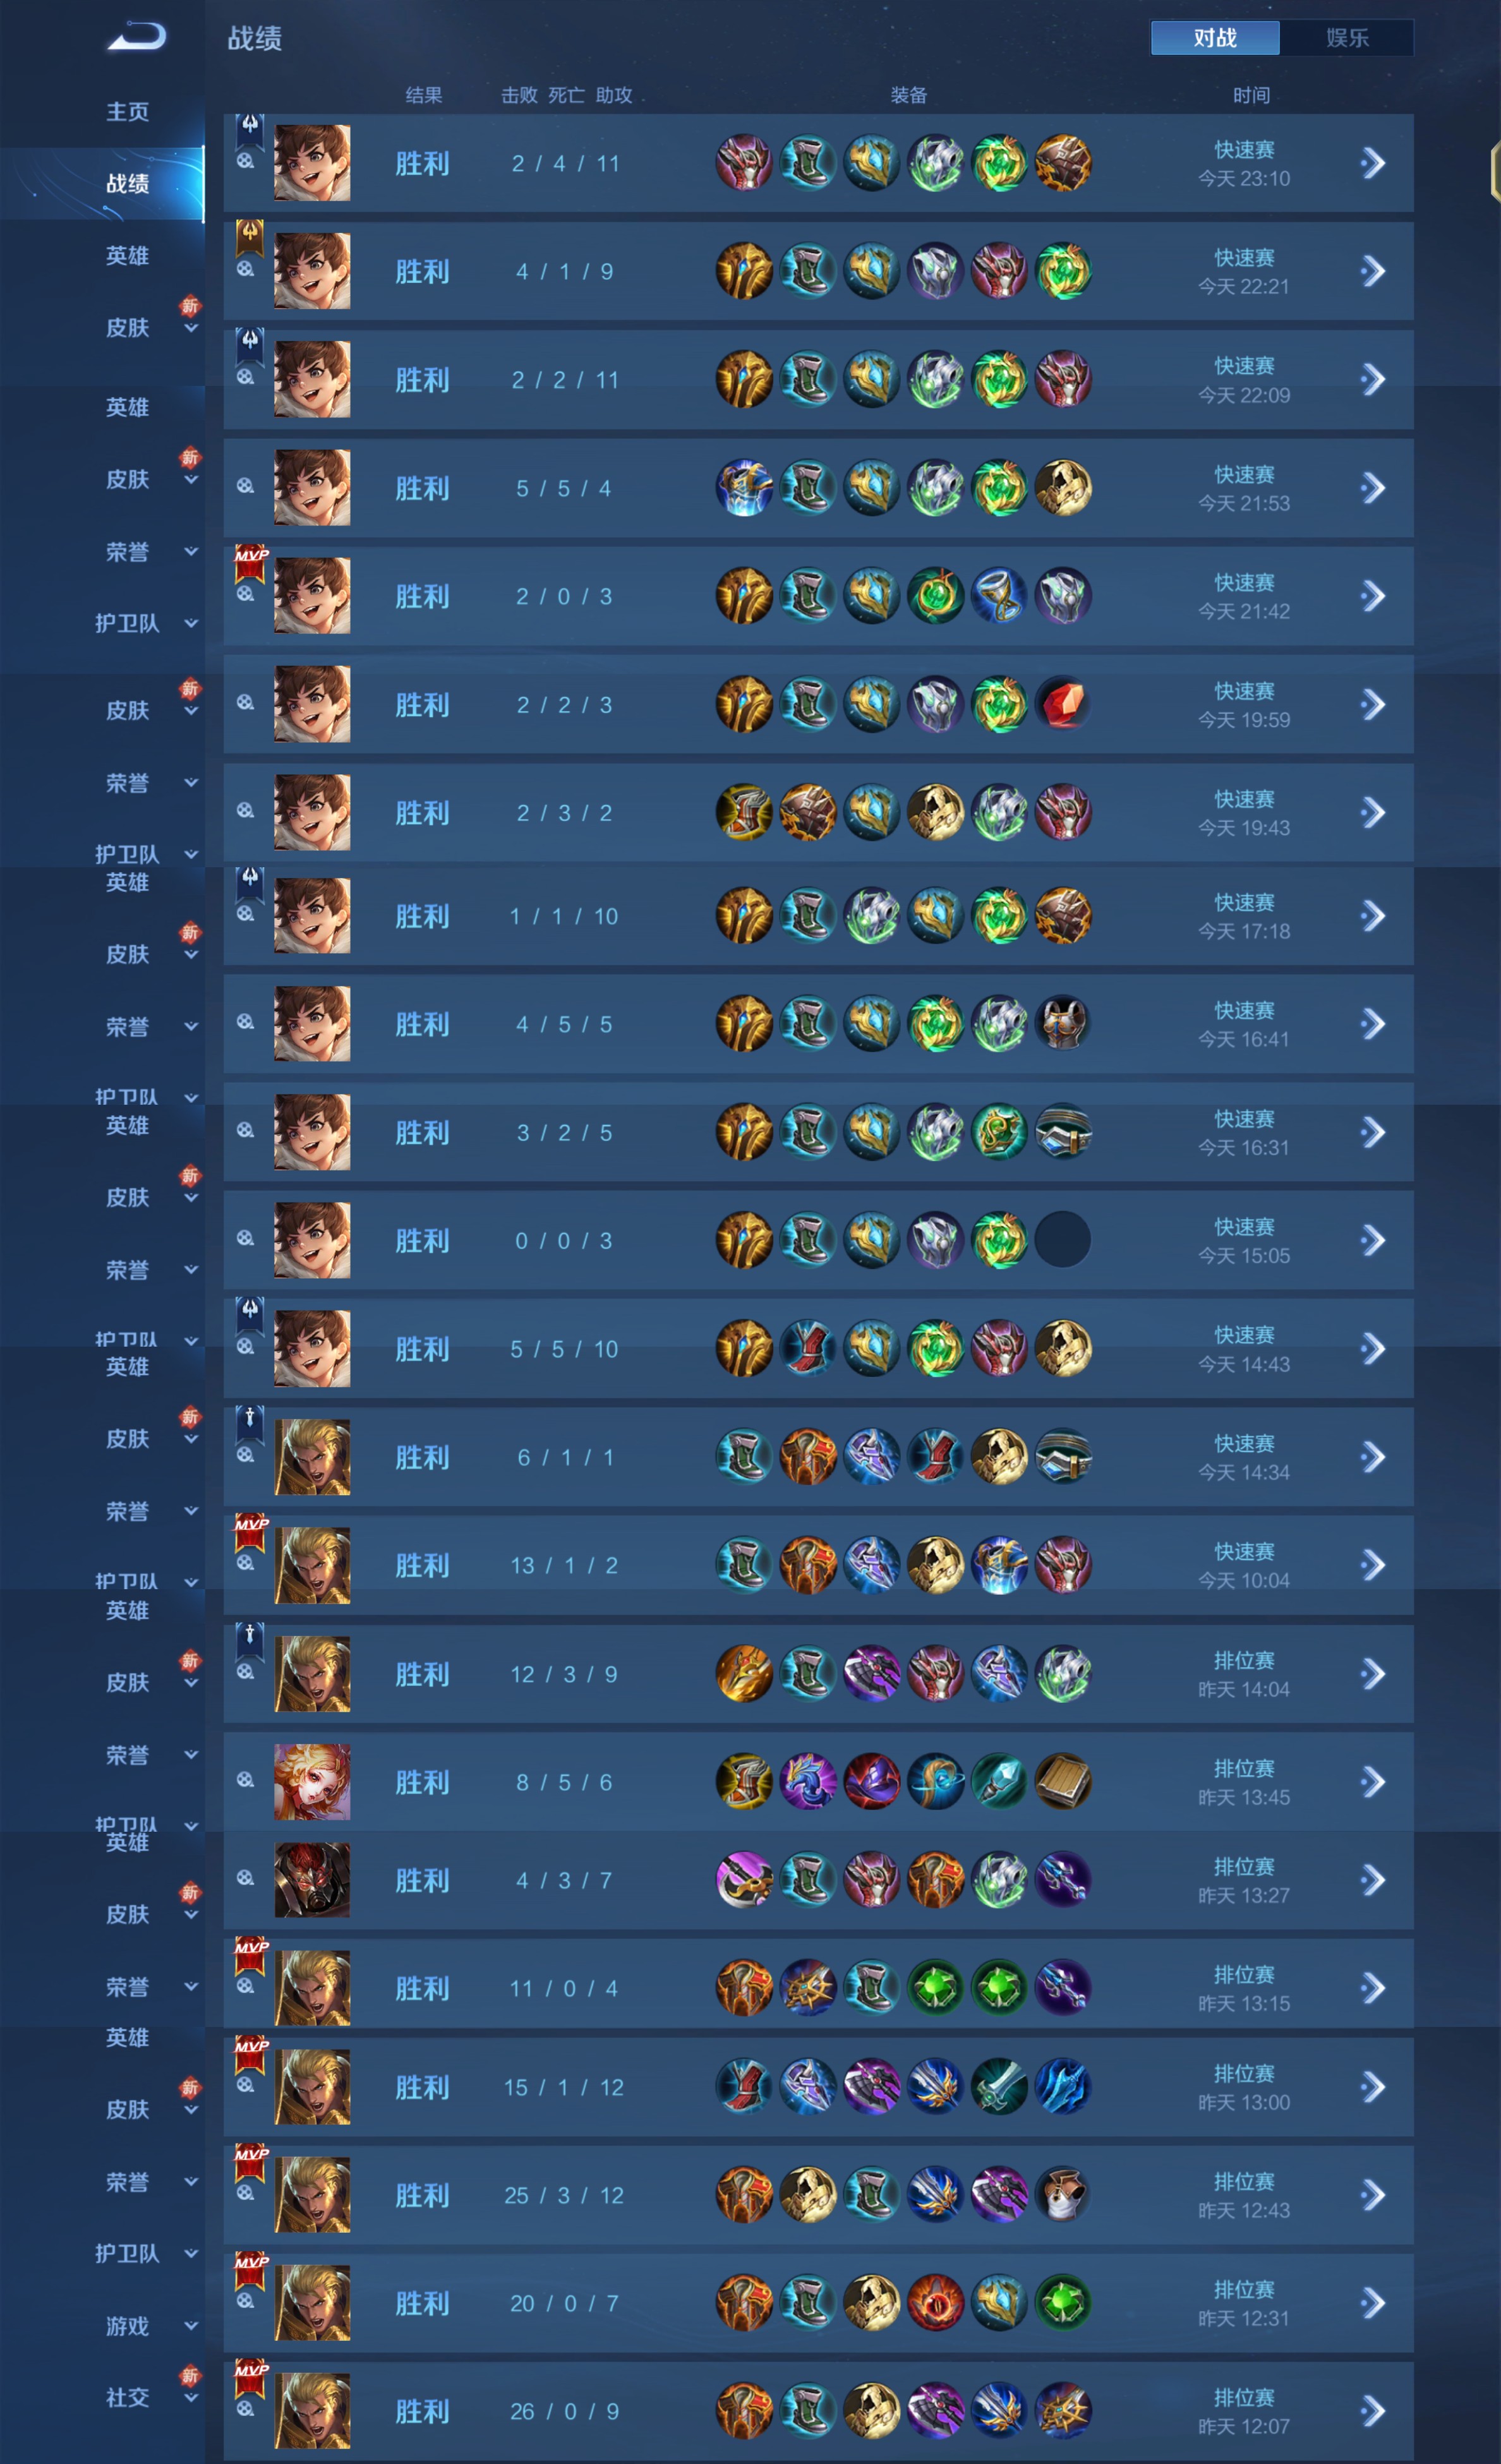 战绩
对战 娱乐
结果 击败 死亡 助攻 装备 时间
主页
战绩
英雄
皮肤 新
英雄
皮肤 新
荣誉
护卫队
皮肤 新
荣誉
护卫队
英雄
皮肤 新
荣誉
护卫队
英雄
皮肤 新
荣誉
护卫队
英雄
皮肤 新
荣誉
护卫队
英雄
皮肤 新
荣誉
护卫队
英雄
皮肤 新
荣誉
英雄
皮肤 新
荣誉
护卫队
游戏
社交 新
胜利 2 / 4 / 11 快速赛
今天 23:10
胜利 4 / 1 / 9 快速赛
今天 22:21
胜利 2 / 2 / 11 快速赛
今天 22:09
胜利 5 / 5 / 4 快速赛
今天 21:53
MVP
胜利 2 / 0 / 3 快速赛
今天 21:42
胜利 2 / 2 / 3 快速赛
今天 19:59
胜利 2 / 3 / 2 快速赛
今天 19:43
胜利 1 / 1 / 10 快速赛
今天 17:18
胜利 4 / 5 / 5 快速赛
今天 16:41
胜利 3 / 2 / 5 快速赛
今天 16:31
胜利 0 / 0 / 3 快速赛
今天 15:05
胜利 5 / 5 / 10 快速赛
今天 14:43
胜利 6 / 1 / 1 快速赛
今天 14:34
MVP
胜利 13 / 1 / 2 快速赛
今天 10:04
胜利 12 / 3 / 9 排位赛
昨天 14:04
胜利 8 / 5 / 6 排位赛
昨天 13:45
胜利 4 / 3 / 7 排位赛
昨天 13:27
MVP
胜利 11 / 0 / 4 排位赛
昨天 13:15
MVP
胜利 15 / 1 / 12 排位赛
昨天 13:00
MVP
胜利 25 / 3 / 12 排位赛
昨天 12:43
MVP
胜利 20 / 0 / 7 排位赛
昨天 12:31
MVP
胜利 26 / 0 / 9 排位赛
昨天 12:07